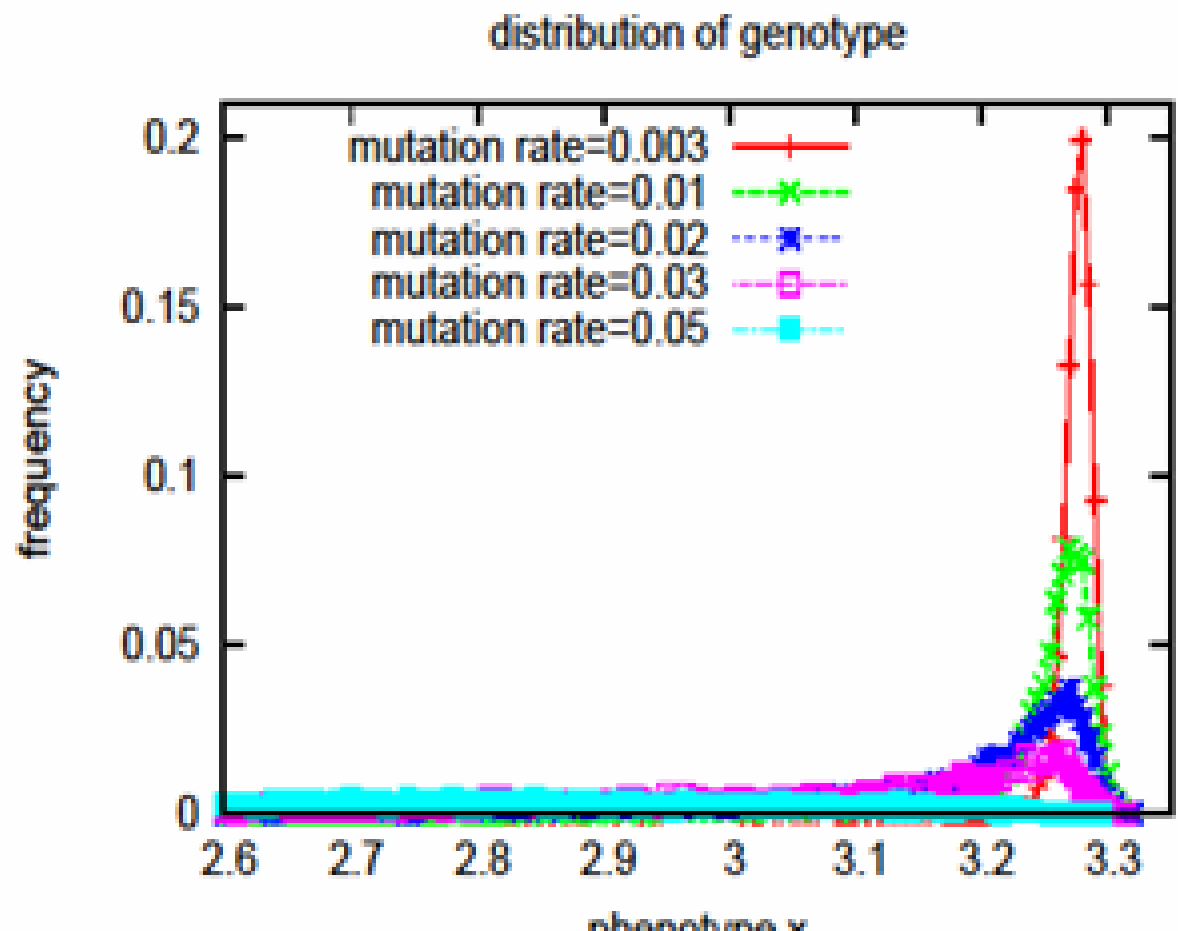 distribution of genotype
0.2
0.15
0.1
0.05
0
frequency
mutation rate=0.003
mutation rate=0.01
mutation rate=0.02
mutation rate=0.03
mutation rate=0.05
2.6 2.7 2.8 2.9 3 3.1 3.2 3.3
phenotype x